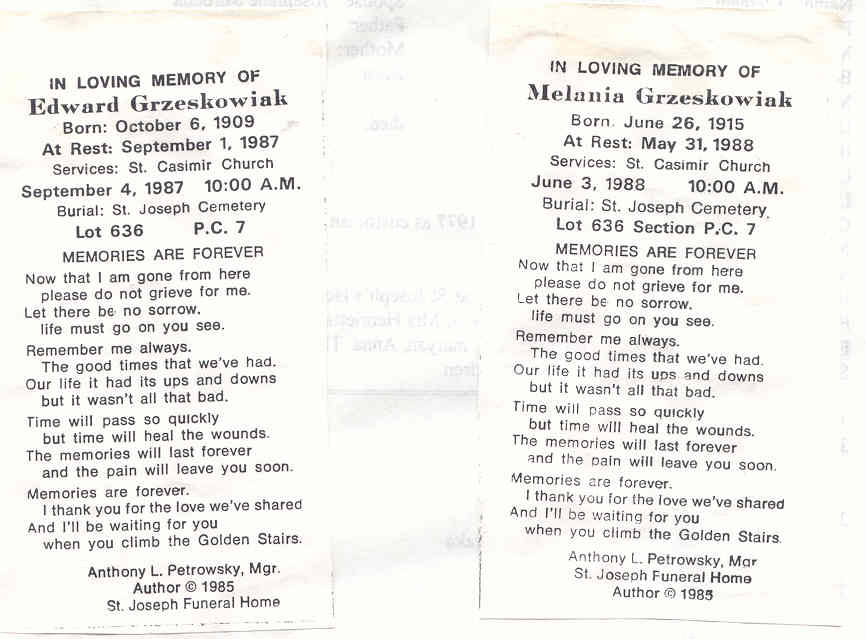 IN LOVING MEMORY OF
Edward Grzeskowiak
Born: October 6, 1909
At Rest: September 1, 1987
Services: St. Casimir Church
September 4, 1987 10:00 A.M.
Burial: St. Joseph Cemetery
Lot 636 P.C. 7
MEMORIES ARE FOREVER
Now that I am gone from here
please do not grieve for me.
Let there be no sorrow.
life must go on you see.
Remember me always.
The good times that we've had.
Our life it had its ups and downs
but it wasn't all that bad.
Time will pass so quickly
but time will heal the wounds.
The memories will last forever
and the pain will leave you soon.
Memories are forever.
I thank you for the love we've shared
And I'll be waiting for you
when you climb the Golden Stairs.
Anthony L. Petrowsky, Mgr.
Author © 1985
St. Joseph Funeral Home
IN LOVING MEMORY OF
Melania Grzeskowiak
Born. June 26, 1915
At Rest: May 31, 1988
Services: St. Casimir Church
June 3, 1988 10:00 A.M.
Burial: St. Joseph Cemetery
Lot 636 Section P.C. 7
MEMORIES ARE FOREVER
Now that I am gone from here
please do not grieve for me.
Let there be no sorrow.
life must go on you see.
Remember me always.
The good times that we've had.
Our life it had its ups and downs
but it wasn't all that bad.
Time will pass so quickly
but time will heal the wounds.
The memories will last forever
and the pain will leave you soon.
Memories are forever.
I thank you for the love we've shared
And I'll be waiting for you
when you climb the Golden Stairs.
Anthony L. Petrowsky, Mgr
St. Joseph Funeral Home
Author © 1985